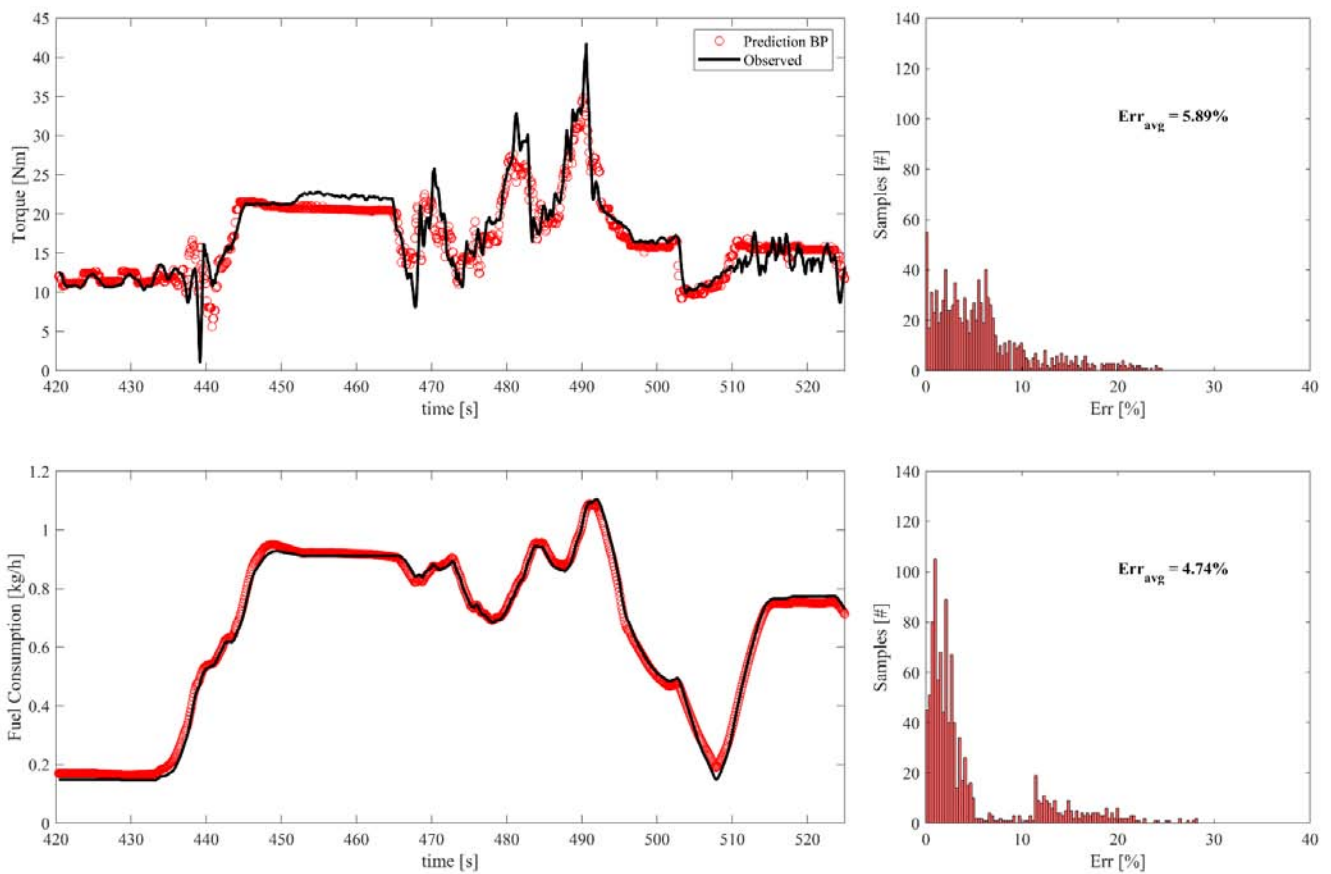 45
40
35
30
25
20
15
10
5
0
Torque [Nm]
420 430 440 450 460 470 480 490 500 510 520
time [s]
Prediction BP
Observed
140
120
100
80
60
40
20
0
Samples [#]
Err_avg = 5.89%
0 10 20 30 40
Err [%]
1.2
1
0.8
0.6
0.4
0.2
0
Fuel Consumption [kg/h]
420 430 440 450 460 470 480 490 500 510 520
time [s]
140
120
100
80
60
40
20
0
Samples [#]
Err_avg = 4.74%
0 10 20 30 40
Err [%]